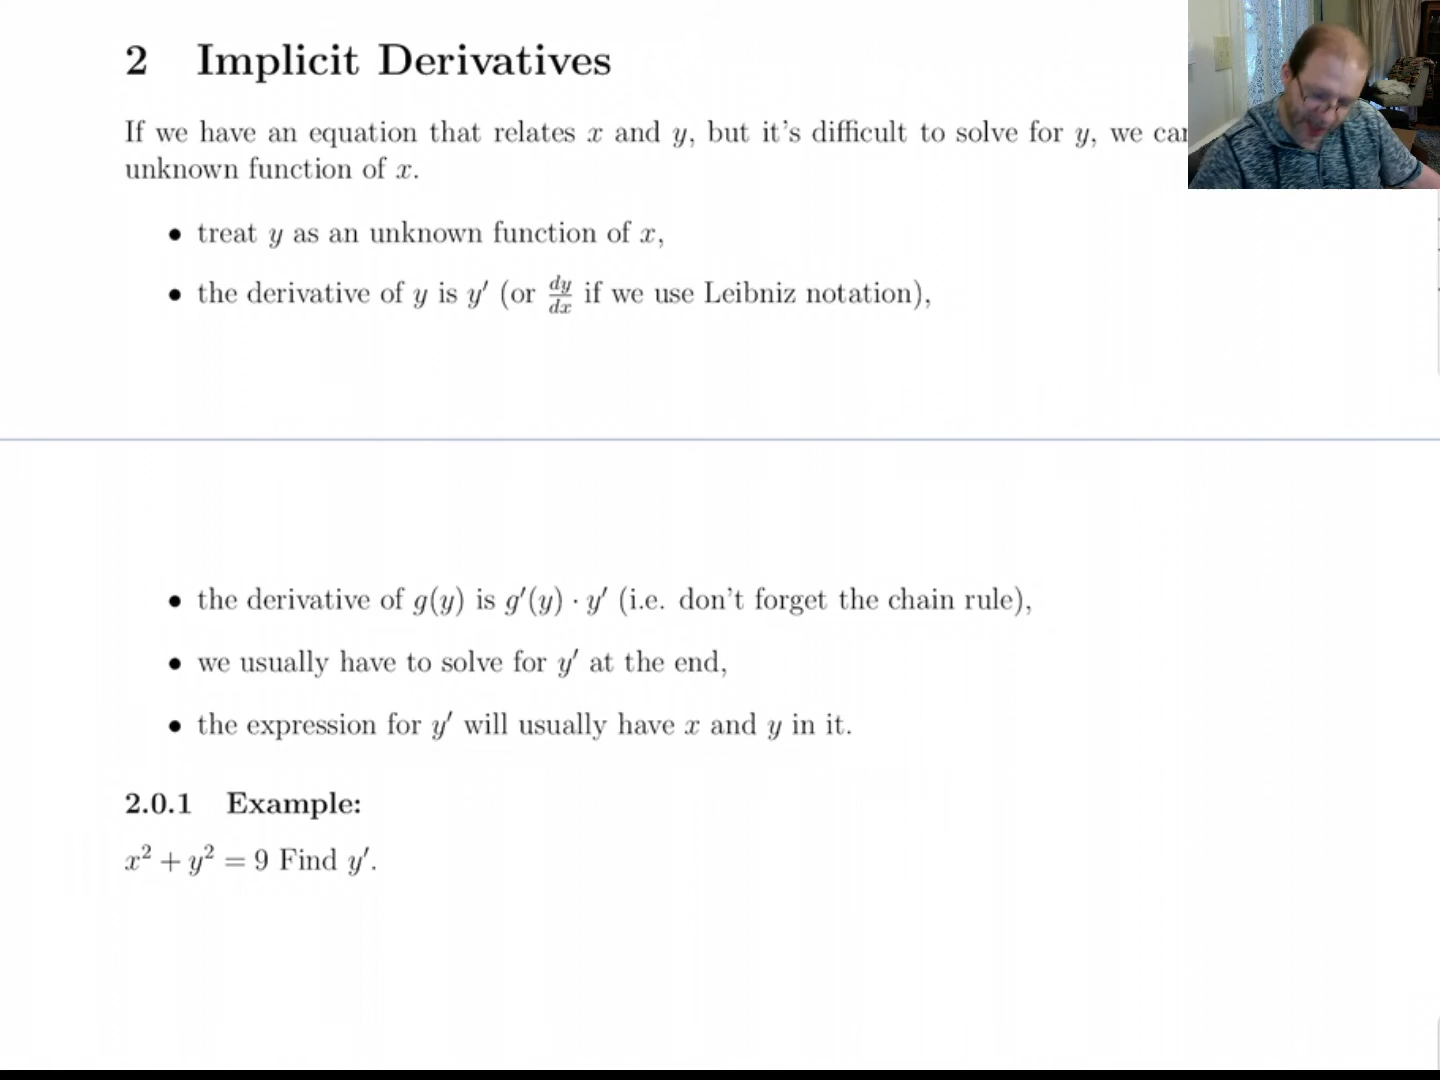 2 Implicit Derivatives
If we have an equation that relates x and y, but it's difficult to solve for y, we
unknown function of x.
• treat y as an unknown function of x,
• the derivative of y is y′ (or dy/dx if we use Leibniz notation),
• the derivative of g(y) is g′(y) · y′ (i.e. don't forget the chain rule),
• we usually have to solve for y′ at the end,
• the expression for y′ will usually have x and y in it.
2.0.1 Example:
x² + y² = 9 Find y′.